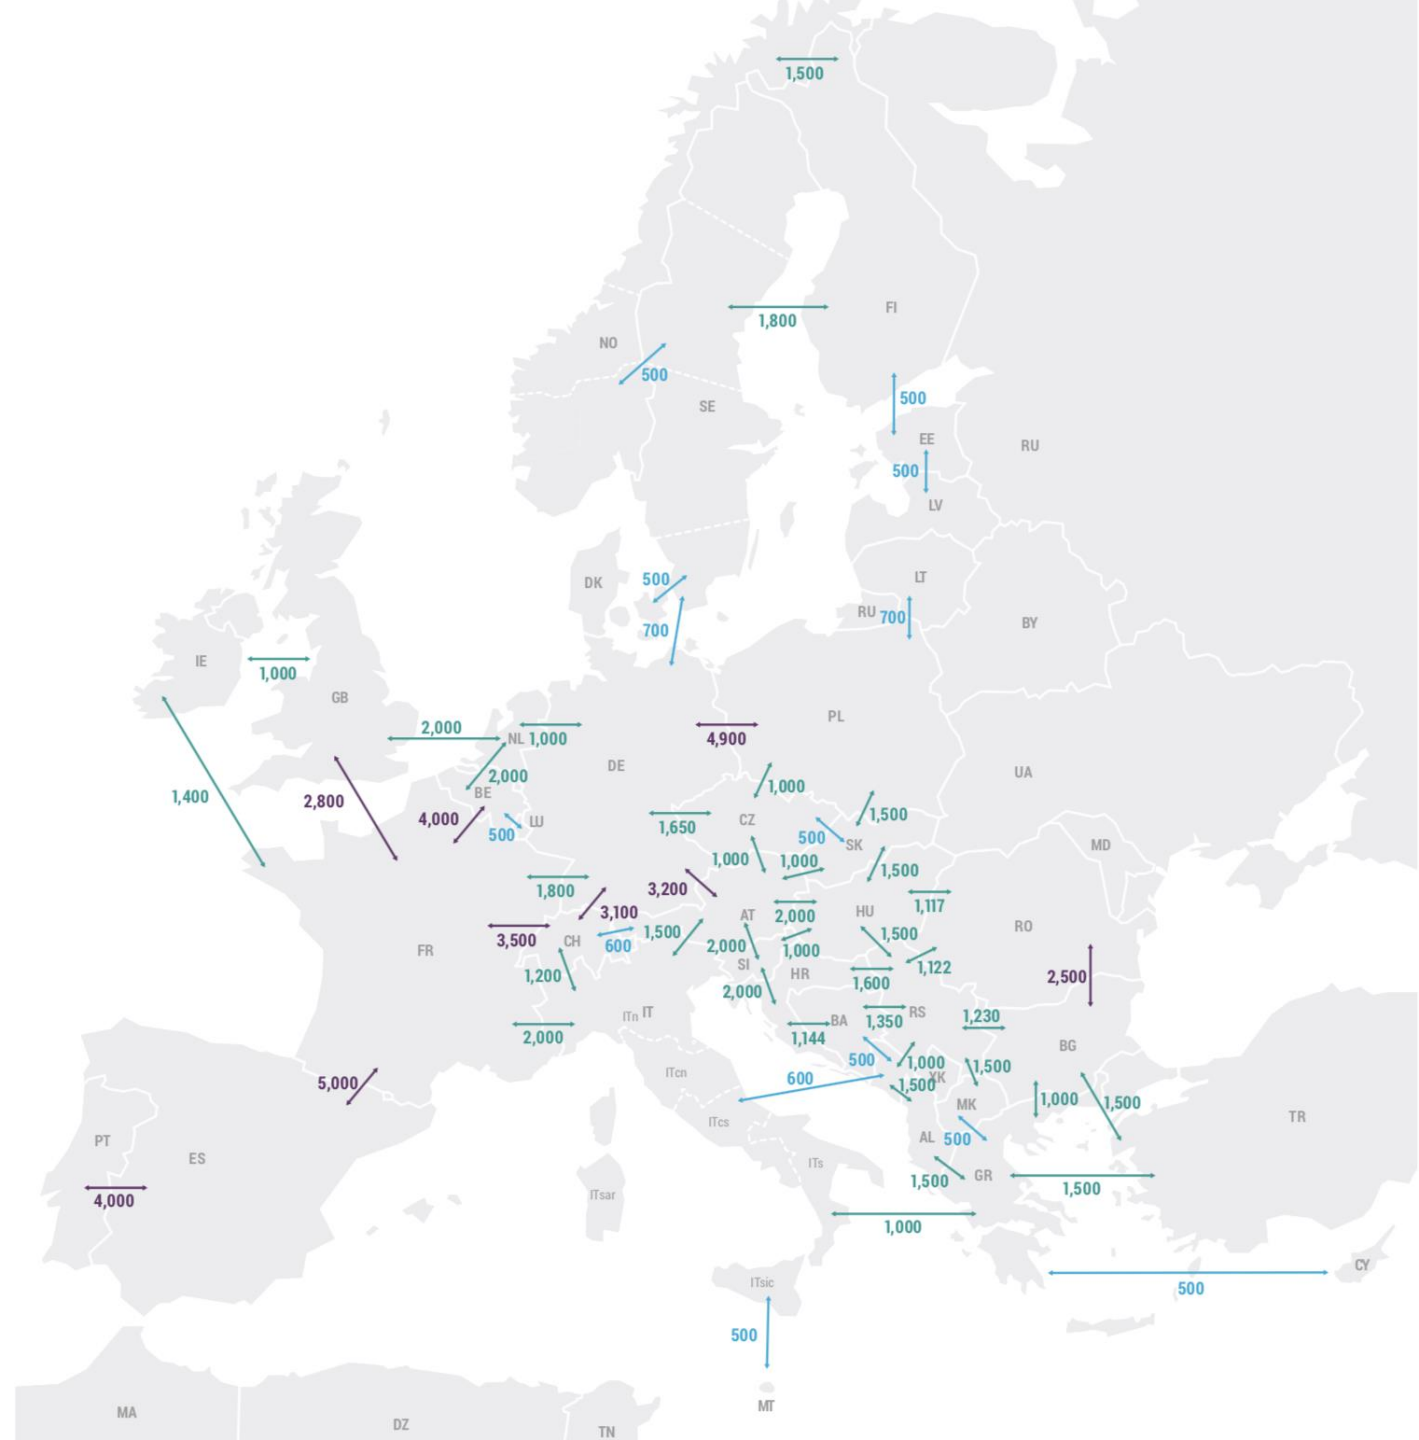 1,500
FI
1,800
NO
500
SE
500
EE
RU
500
LV
DK
500
LT
RU
700
BY
700
IE
1,000
GB
2,000
NL
1,000
4,900
PL
DE
2,000
BE
1,000
UA
1,400
2,800
4,000
500
LU
1,650
CZ
500
1,500
SK
MD
1,000
1,000
1,500
1,800
3,200
3,100
AT
2,000
HU
1,117
RO
3,500
CH
600
1,500
2,000
1,000
1,500
FR
1,200
SI
HR
1,122
2,500
2,000
1,600
ITn
IT
BA
1,350
RS
1,230
2,000
1,144
BG
500
1,000
1,500
5,000
ITcn
600
XK
1,500
1,000
1,500
MK
ITcs
TR
PT
AL
500
ES
ITs
1,500
GR
1,500
4,000
ITsar
1,000
CY
ITsic
500
500
MT
MA
DZ
TN